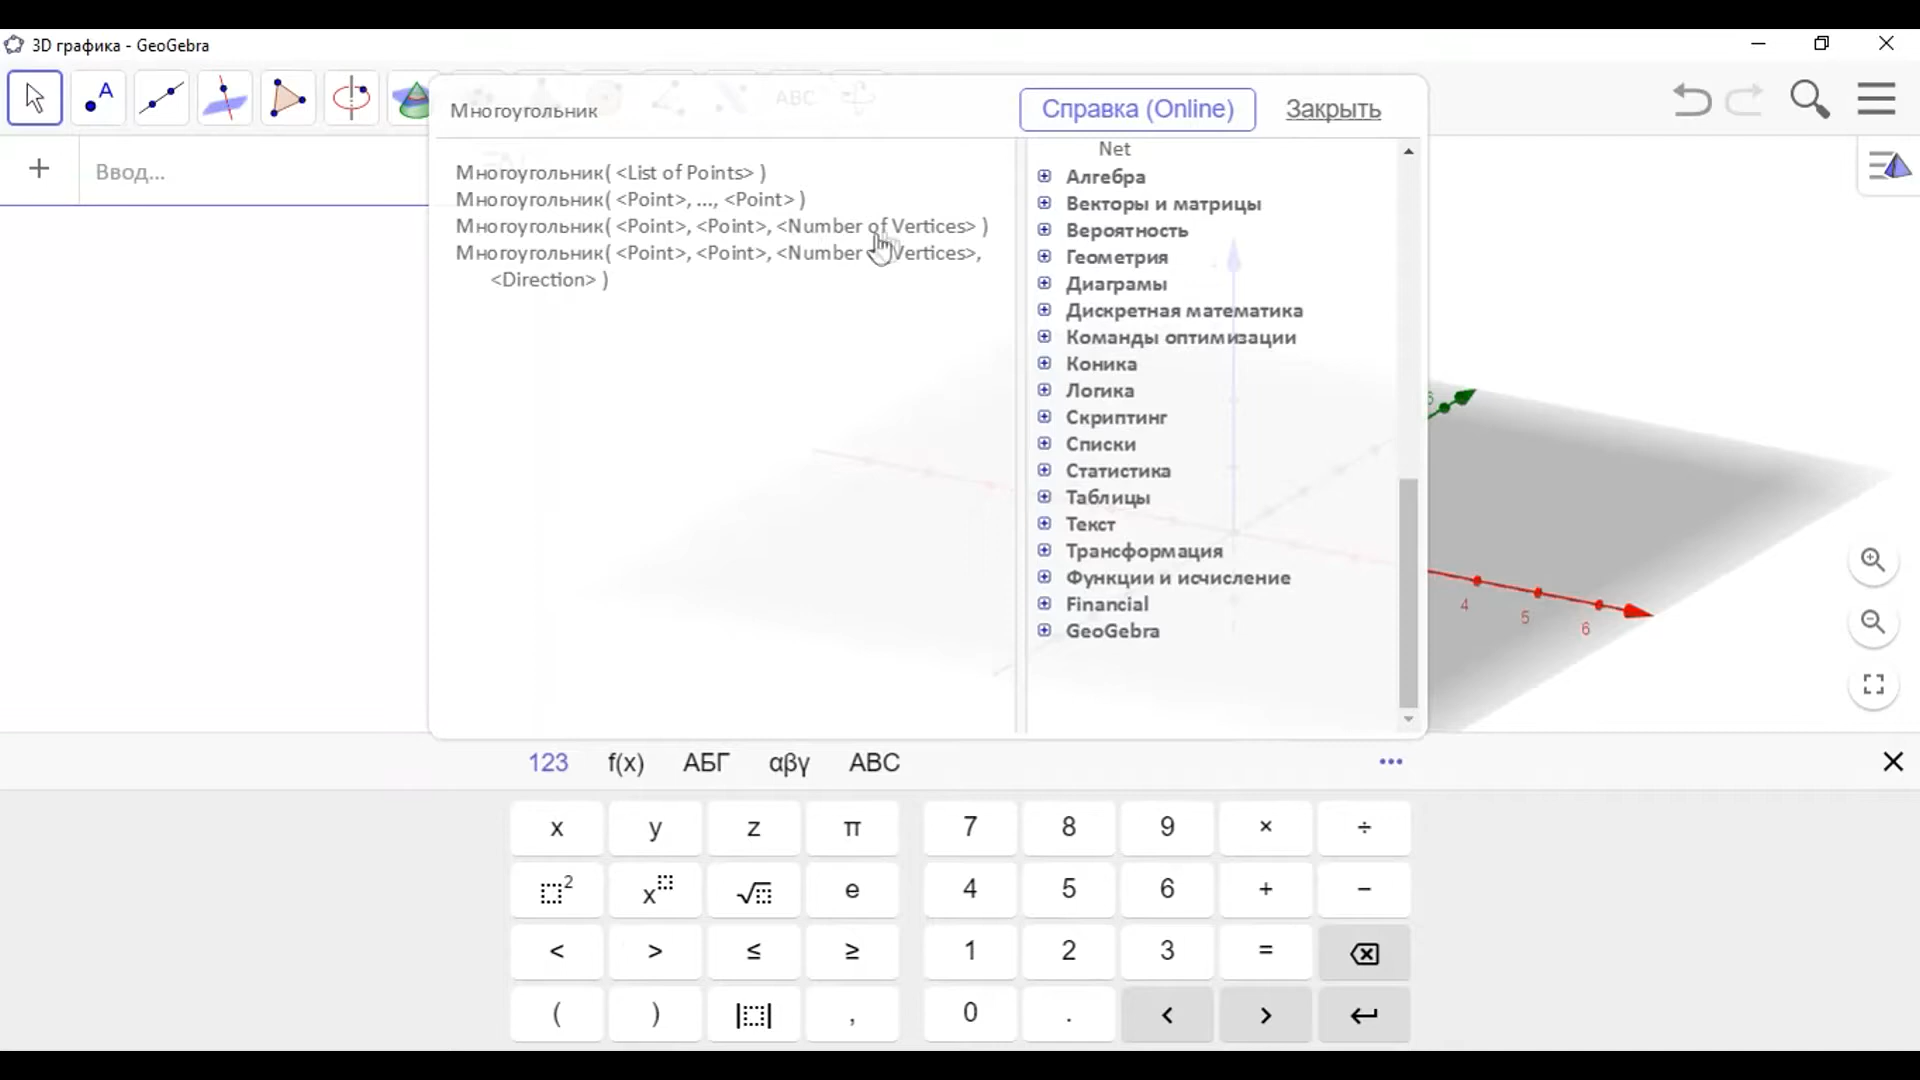 3D графика - GeoGebra
A
ABC
Многоугольник
Справка (Online)
Закрыть
Ввод...
Многоугольник( <List of Points> )
Многоугольник( <Point>, ..., <Point> )
Многоугольник( <Point>, <Point>, <Number of Vertices> )
Многоугольник( <Point>, <Point>, <Number Vertices>,
<Direction> )
Net
Алгебра
Векторы и матрицы
Вероятность
Геометрия
Диаграмы
Дискретная математика
Команды оптимизации
Коника
Логика
Скриптинг
Списки
Статистика
Таблицы
Текст
Трансформация
Функции и исчисление
Financial
GeoGebra
4
5
6
123 f(x) АБГ αβγ ABC
x y z π 7 8 9 × ÷
2 x √ e 4 5 6 + −
< > ≤ ≥ 1 2 3 =
( ) | | , 0 . < >